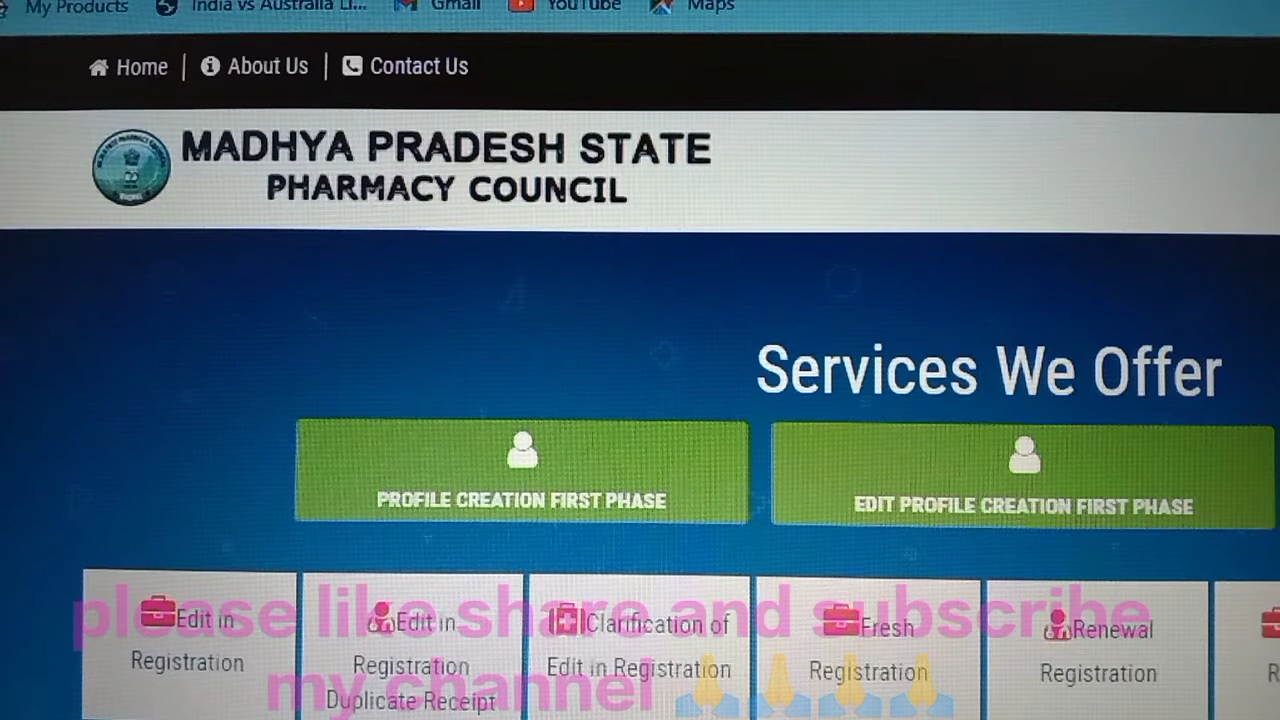 My Products India vs Australia Li... Gmail YouTube Maps
Home | About Us | Contact Us
MADHYA PRADESH STATE
PHARMACY COUNCIL
Services We Offer
PROFILE CREATION FIRST PHASE
EDIT PROFILE CREATION FIRST PHASE
Edit in
Registration
Edit in
Registration
Duplicate Receipt
Clarification of
Edit in Registration
Fresh
Registration
Renewal
Registration
R
please like share and subscribe
my channel 🙏🙏🙏🙏